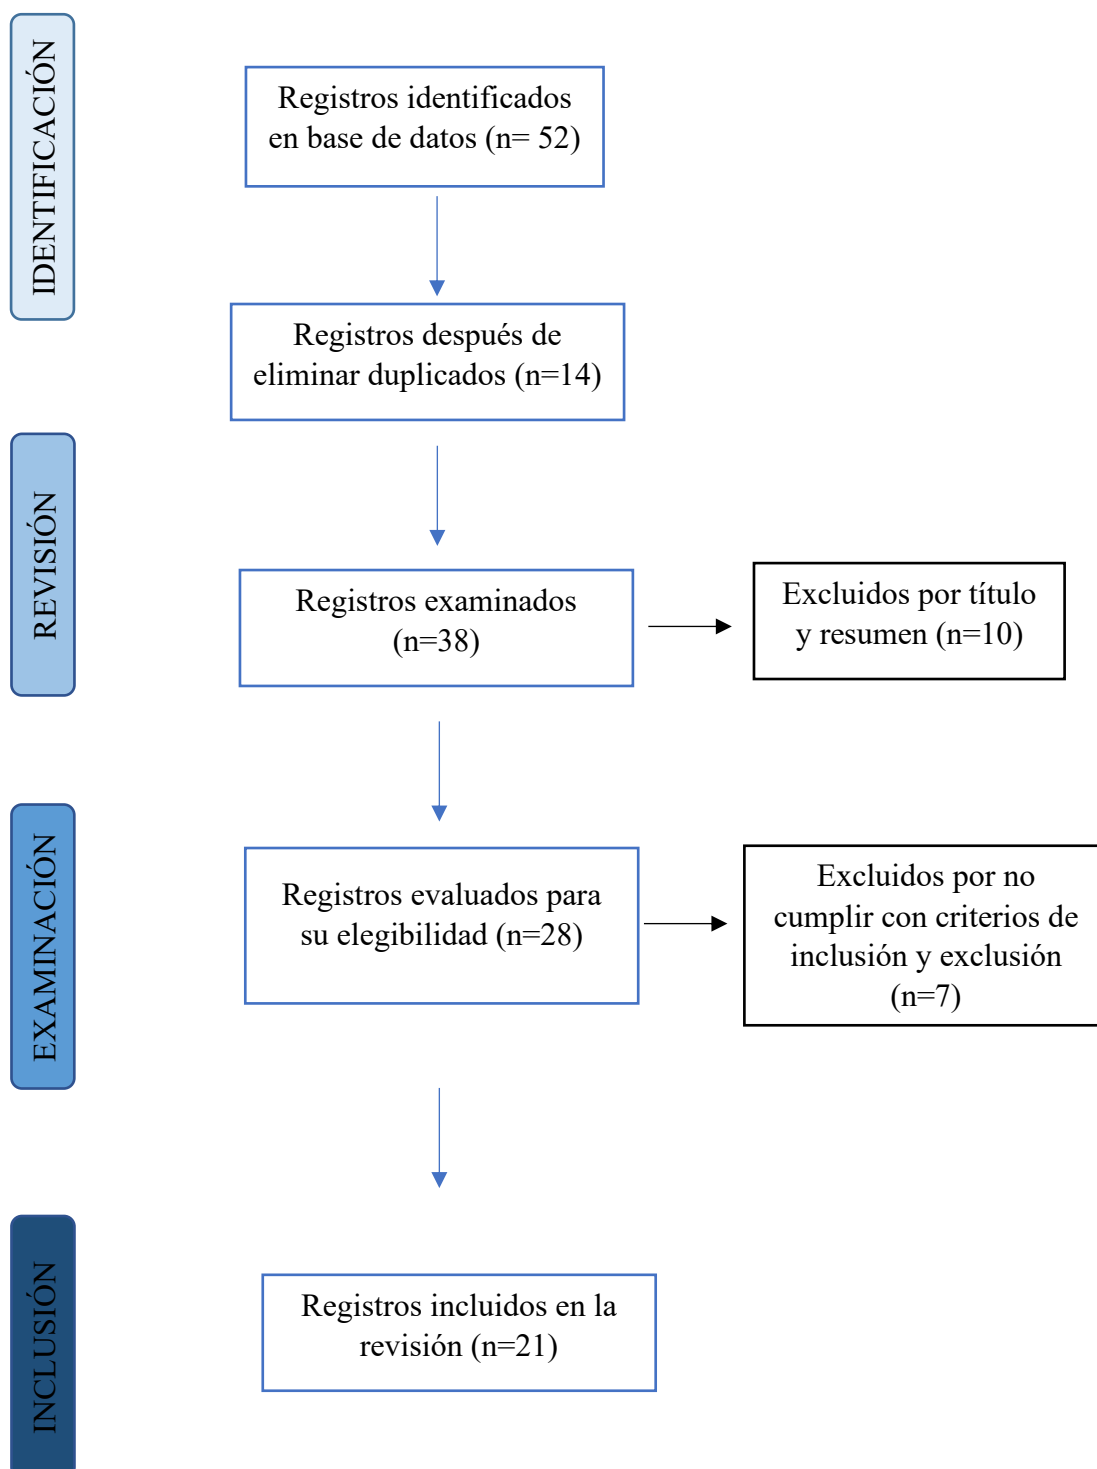 IDENTIFICACIÓN
Registros identificados
en base de datos (n= 52)
Registros después de
eliminar duplicados (n=14)
REVISIÓN
Registros examinados
(n=38)
Excluidos por título
y resumen (n=10)
EXAMINACIÓN
Registros evaluados para
su elegibilidad (n=28)
Excluidos por no
cumplir con criterios de
inclusión y exclusión
(n=7)
INCLUSIÓN
Registros incluidos en la
revisión (n=21)